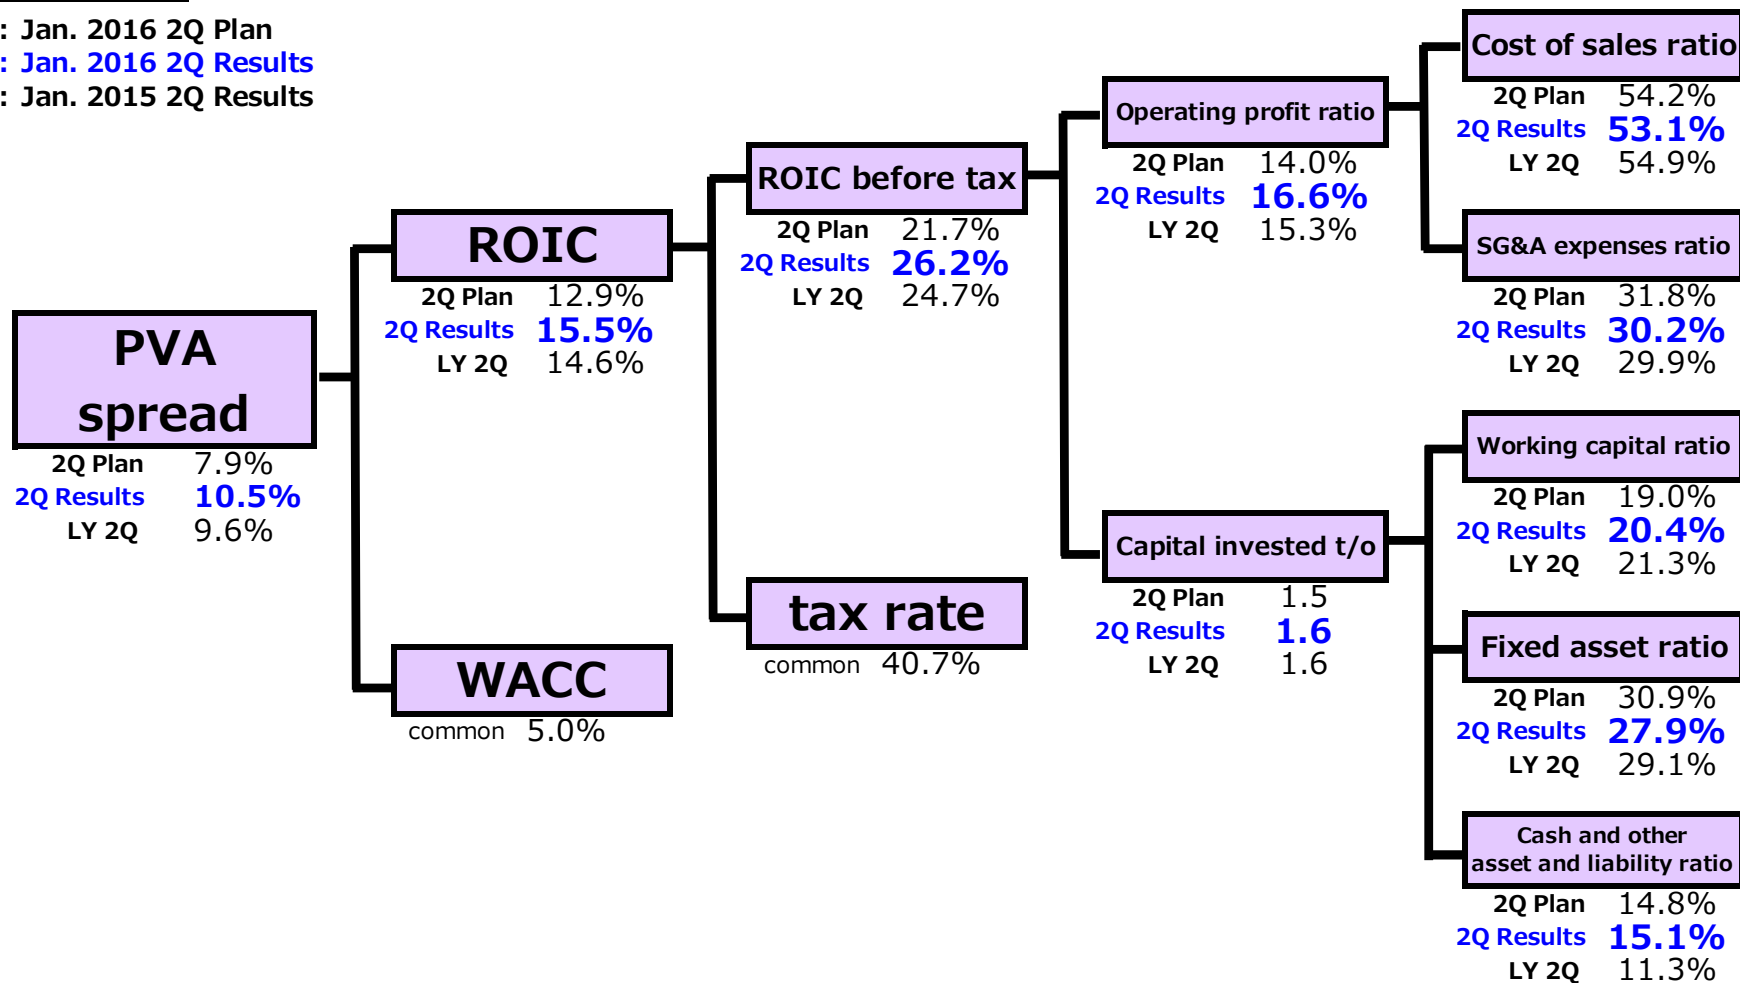 : Jan. 2016 2Q Plan
: Jan. 2016 2Q Results
: Jan. 2015 2Q Results
PVA
spread
2Q Plan 7.9%
2Q Results 10.5%
LY 2Q 9.6%
ROIC
2Q Plan 12.9%
2Q Results 15.5%
LY 2Q 14.6%
WACC
common 5.0%
ROIC before tax
2Q Plan 21.7%
2Q Results 26.2%
LY 2Q 24.7%
tax rate
common 40.7%
Operating profit ratio
2Q Plan 14.0%
2Q Results 16.6%
LY 2Q 15.3%
Capital invested t/o
2Q Plan 1.5
2Q Results 1.6
LY 2Q 1.6
Cost of sales ratio
2Q Plan 54.2%
2Q Results 53.1%
LY 2Q 54.9%
SG&A expenses ratio
2Q Plan 31.8%
2Q Results 30.2%
LY 2Q 29.9%
Working capital ratio
2Q Plan 19.0%
2Q Results 20.4%
LY 2Q 21.3%
Fixed asset ratio
2Q Plan 30.9%
2Q Results 27.9%
LY 2Q 29.1%
Cash and other
asset and liability ratio
2Q Plan 14.8%
2Q Results 15.1%
LY 2Q 11.3%